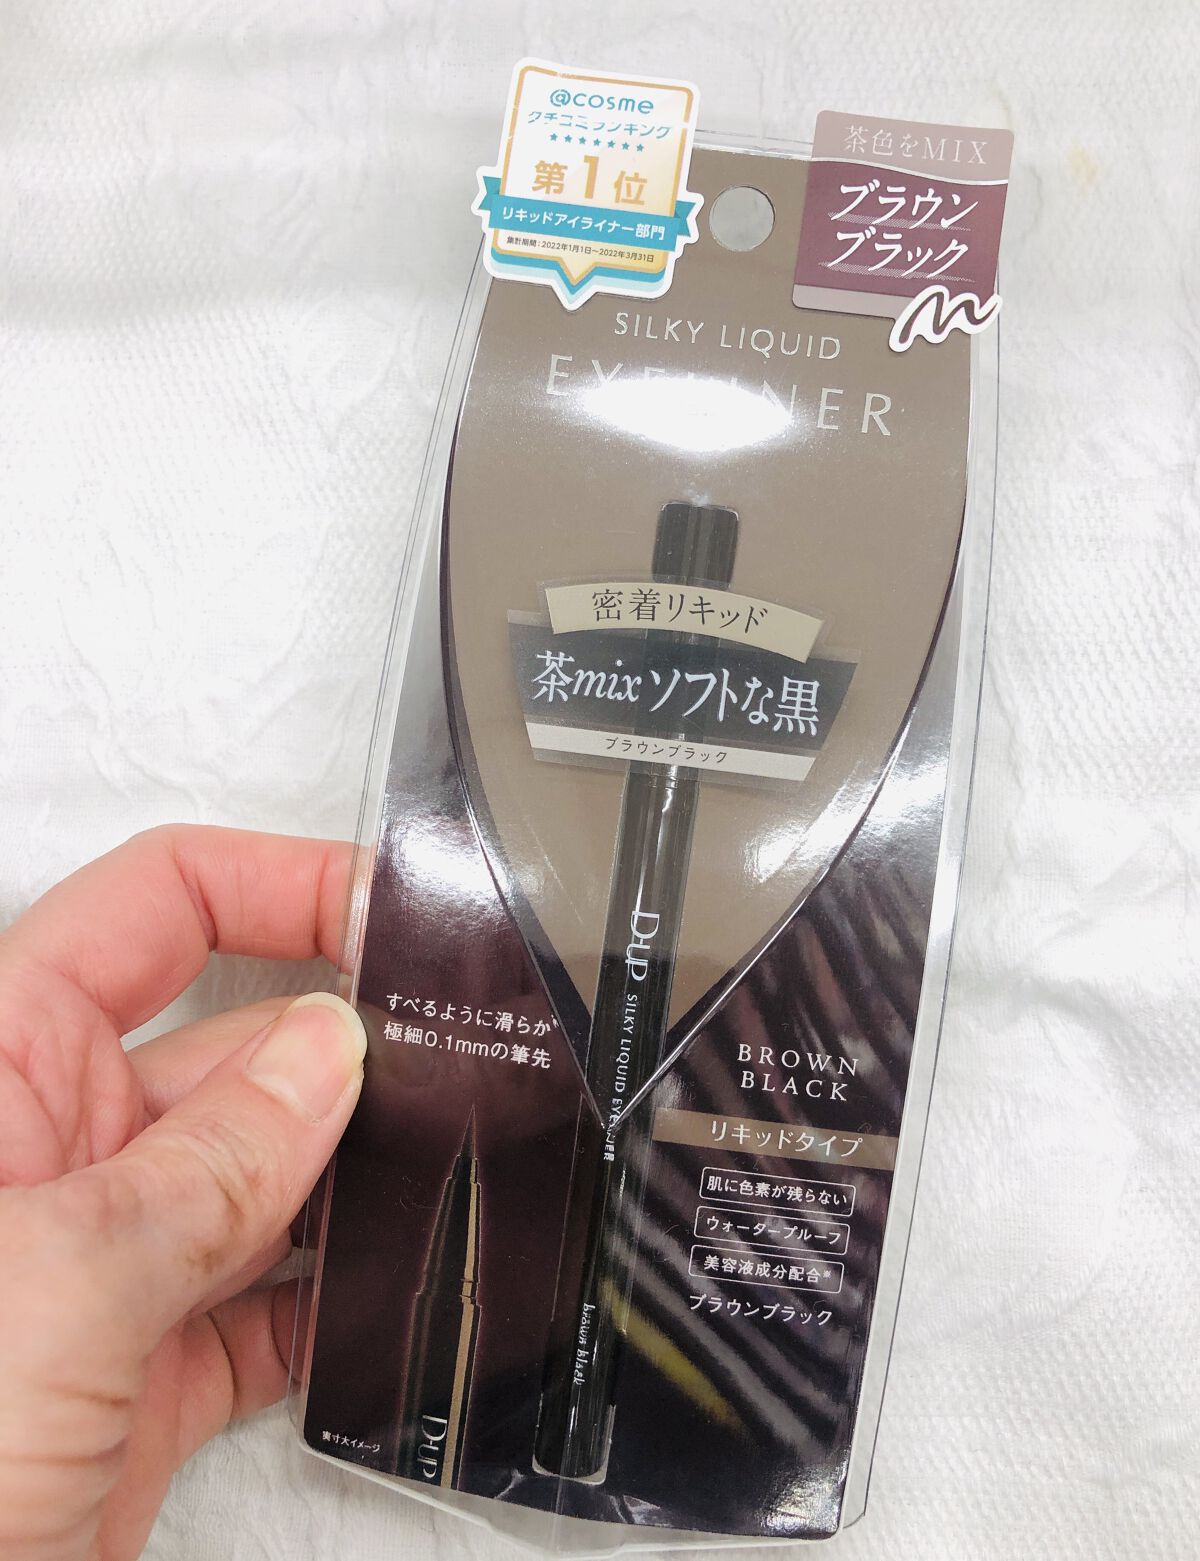 @cosme
クチコミランキング
★★★★★★★
第1位
リキッドアイライナー部門
集計期間：2022年1月1日〜2022年3月31日
茶色をMIX
ブラウン
ブラック
SILKY LIQUID
EYELINER
密着リキッド
茶mixソフトな黒
ブラウンブラック
D-UP SILKY LIQUID EYELINER
brown black
すべるように滑らか
極細0.1mmの筆先
D-UP
実寸大イメージ
BROWN
BLACK
リキッドタイプ
肌に色素が残らない
ウォータープルーフ
美容液成分配合※
ブラウンブラック